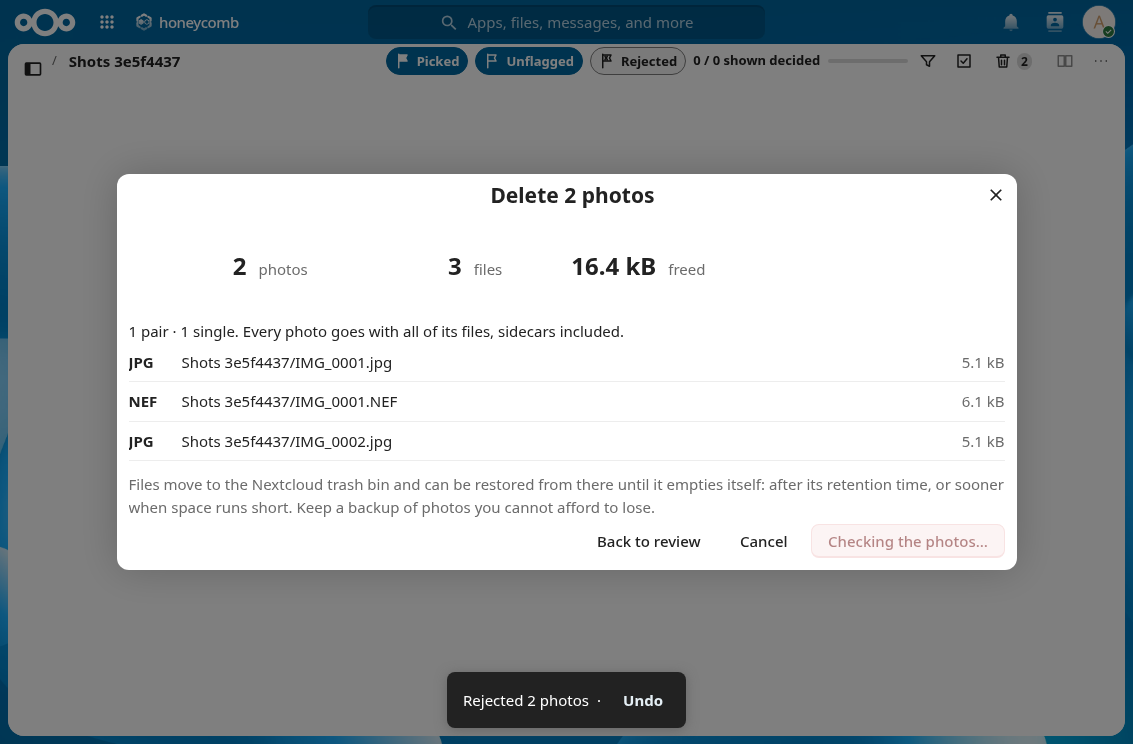 honeycomb
Apps, files, messages, and more
A
/ Shots 3e5f4437
Picked
Unflagged
Rejected
0 / 0 shown decided
2
Delete 2 photos
2 photos
3 files
16.4 kB freed
1 pair · 1 single. Every photo goes with all of its files, sidecars included.
JPG Shots 3e5f4437/IMG_0001.jpg 5.1 kB
NEF Shots 3e5f4437/IMG_0001.NEF 6.1 kB
JPG Shots 3e5f4437/IMG_0002.jpg 5.1 kB
Files move to the Nextcloud trash bin and can be restored from there until it empties itself: after its retention time, or sooner
when space runs short. Keep a backup of photos you cannot afford to lose.
Back to review
Cancel
Checking the photos…
Rejected 2 photos · Undo